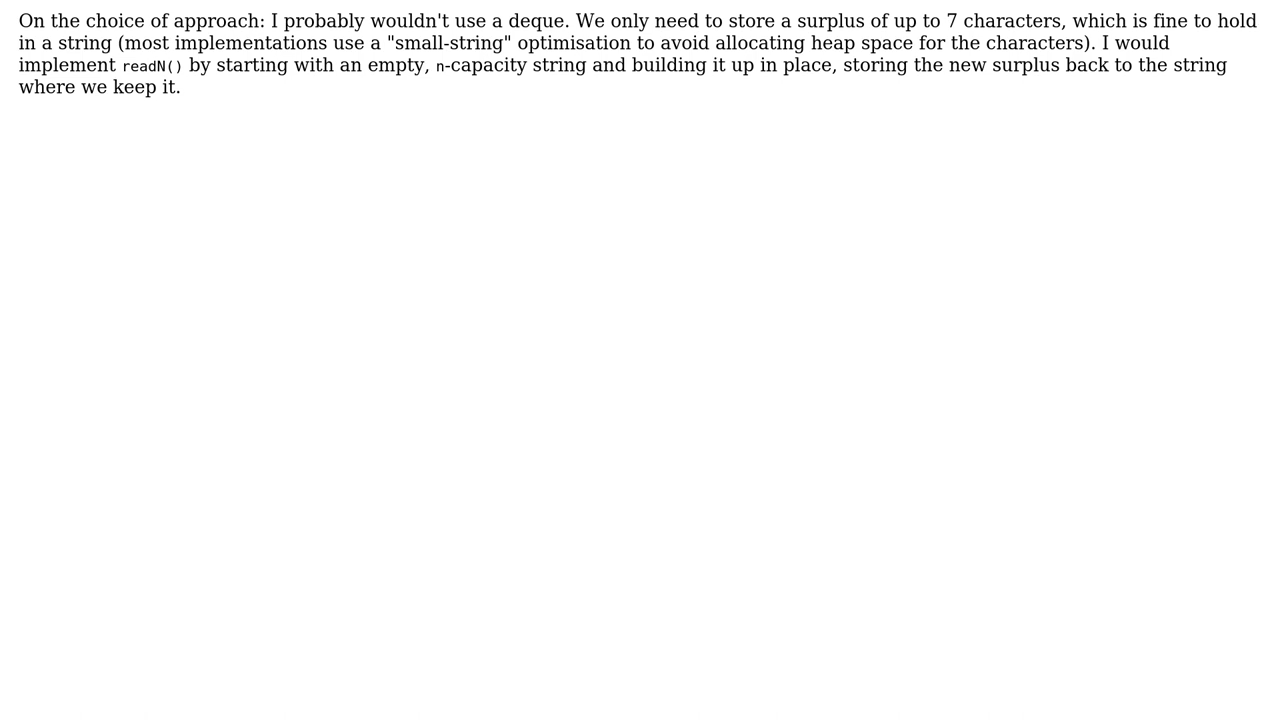 On the choice of approach: I probably wouldn't use a deque. We only need to store a surplus of up to 7 characters, which is fine to hold
in a string (most implementations use a "small-string" optimisation to avoid allocating heap space for the characters). I would
implement readN() by starting with an empty, n-capacity string and building it up in place, storing the new surplus back to the string
where we keep it.